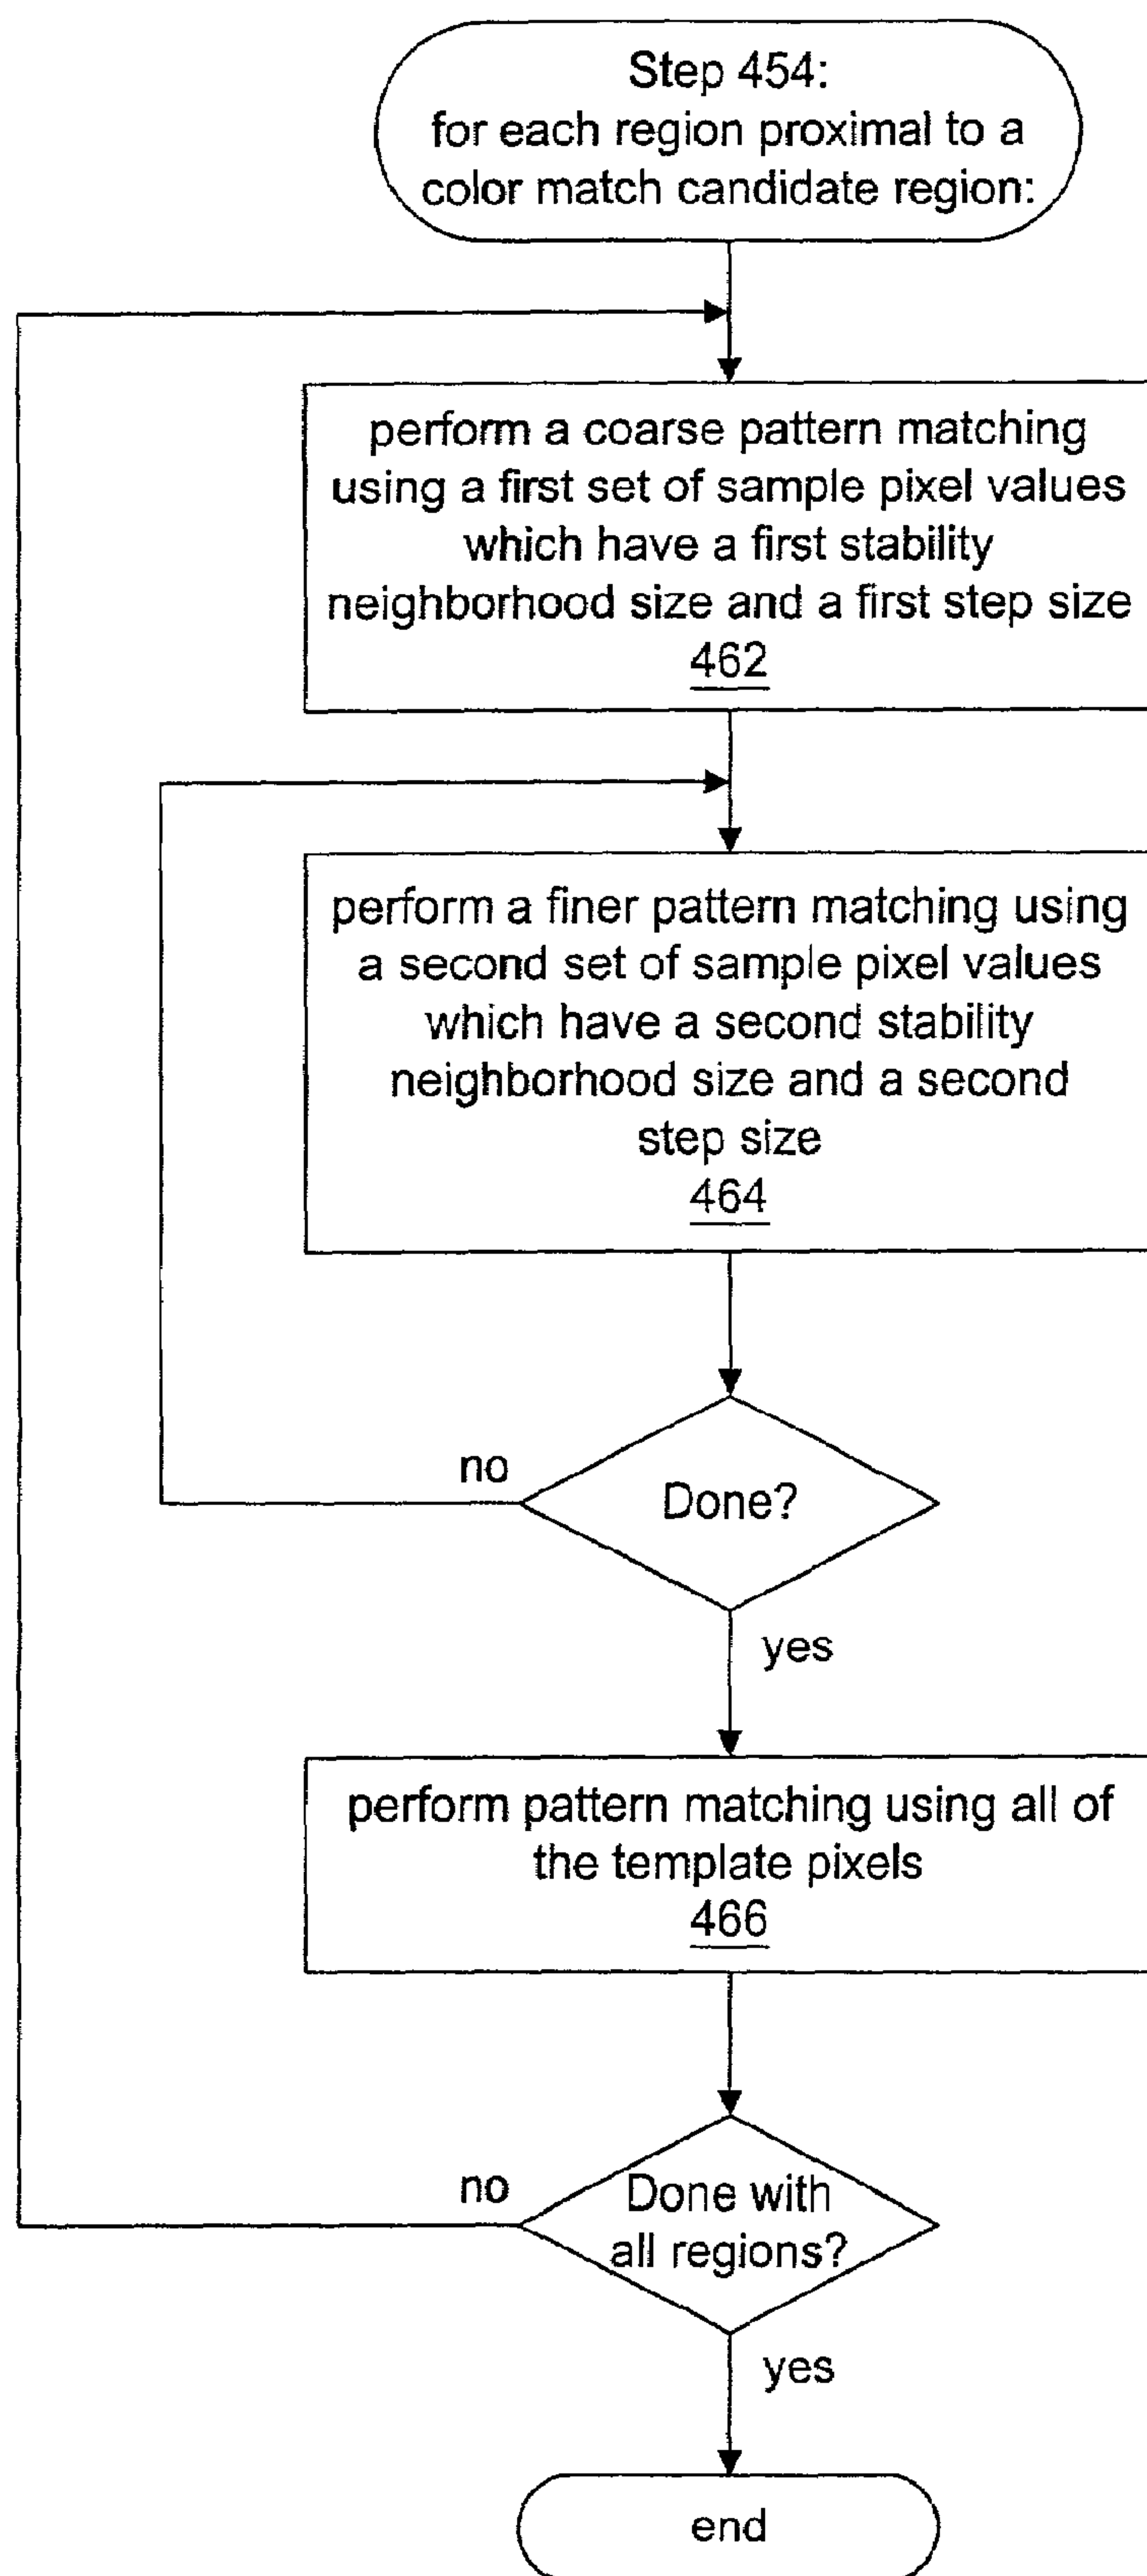 Step 454:
for each region proximal to a
color match candidate region:
perform a coarse pattern matching
using a first set of sample pixel values
which have a first stability
neighborhood size and a first step size
462
perform a finer pattern matching using
a second set of sample pixel values
which have a second stability
neighborhood size and a second
step size
464
no
Done?
yes
perform pattern matching using all of
the template pixels
466
no
Done with
all regions?
yes
end